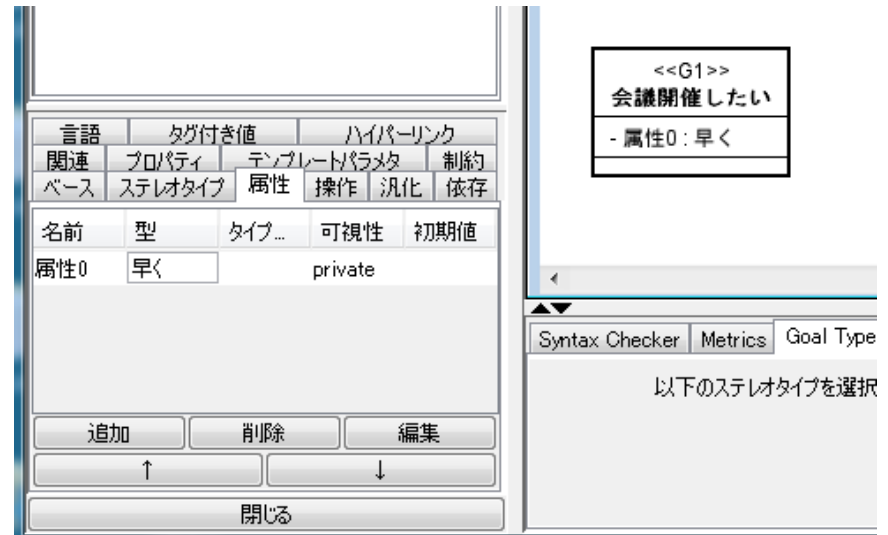 言語 タグ付き値 ハイパーリンク
関連 プロパティ テンプレートパラメタ 制約
ベース ステレオタイプ 属性 操作 汎化 依存
名前 型 タイプ... 可視性 初期値
属性0 早く private
追加 削除 編集
↑ ↓
閉じる
<<G1>>
会議開催したい
- 属性0 : 早く
Syntax Checker Metrics Goal Type
以下のステレオタイプを選択